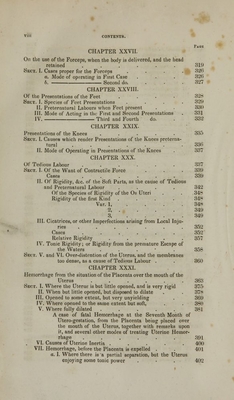 viii CONTENTS.
PAGE
CHAPTER XXVII.
On the use of the Forceps, when the body is delivered, and the head
retained 319
SECT. I. Cases proper for the Forceps 326
a. Mode of operating in First Case 326
b. Second do. 327
CHAPTER XXVIII.
Of the Presentations of the Feet 328
SECT. I. Species of Feet Presentations 329
II. Preternatural Labours when Feet present 330
III. Mode of Acting in the First and Second Presentations 331
IV. Third and Fourth do. 333
CHAPTER XXIX.
Presentations of the Knees 335
SECT. I. Causes which render Presentations of the Knees preternatural
tural 336
II. Mode of Operating in Presentations of the Knees 337
CHAPTER XXX.
Of Tedious Labour 337
SECT. I. Of the Want of Contractile Force 339
Cases 339
II. Of Rigidity, &c. of the Soft Parts, as the cause of Tedious
and Preternatural Labour 342
Of the Species of Rigidity of the Os Uteri 348
Rigidity of the first Kind 348
Var. 1, 348
2, 349
3, 349
III. Cicatrices, or other Imperfections arising from Local Injuries
ries 352
Cases 352
Relative Rigidity 357
IV. Tonic Rigidity; or Rigidity from the premature Escape of
the Waters 358
SECT. V. and VI. Over-distention of the Uterus, and the membranes
too dense, as a cause of Tedious Labour 360
CHAPTER XXXI.
Hemorrhage from the situation of the Placenta over the mouth of the
Uterus 363
SECT. I. Where the Uterus is but little opened, and is very rigid 375
II. When but little opened, but disposed to dilate 378
III. Opened to some extent, but very unyielding 380
IV. Where opened to the same extent but soft, 380
V. Where fully dilated 381
A case of fatal Hemorrhage at the Seventh Month of
Utero-gestation, from the Placenta being placed over
the mouth of the Uterus, together with remarks upon
it, and several other modes of treating Uterine Hemorrhage
rhage 391
VI. Causes of Uterine Inertia 400
VII. Hemorrhage, before the Placenta is expelled
a. I. Where there is a partial separation, but the Uterus
enjoying some tonic power 402